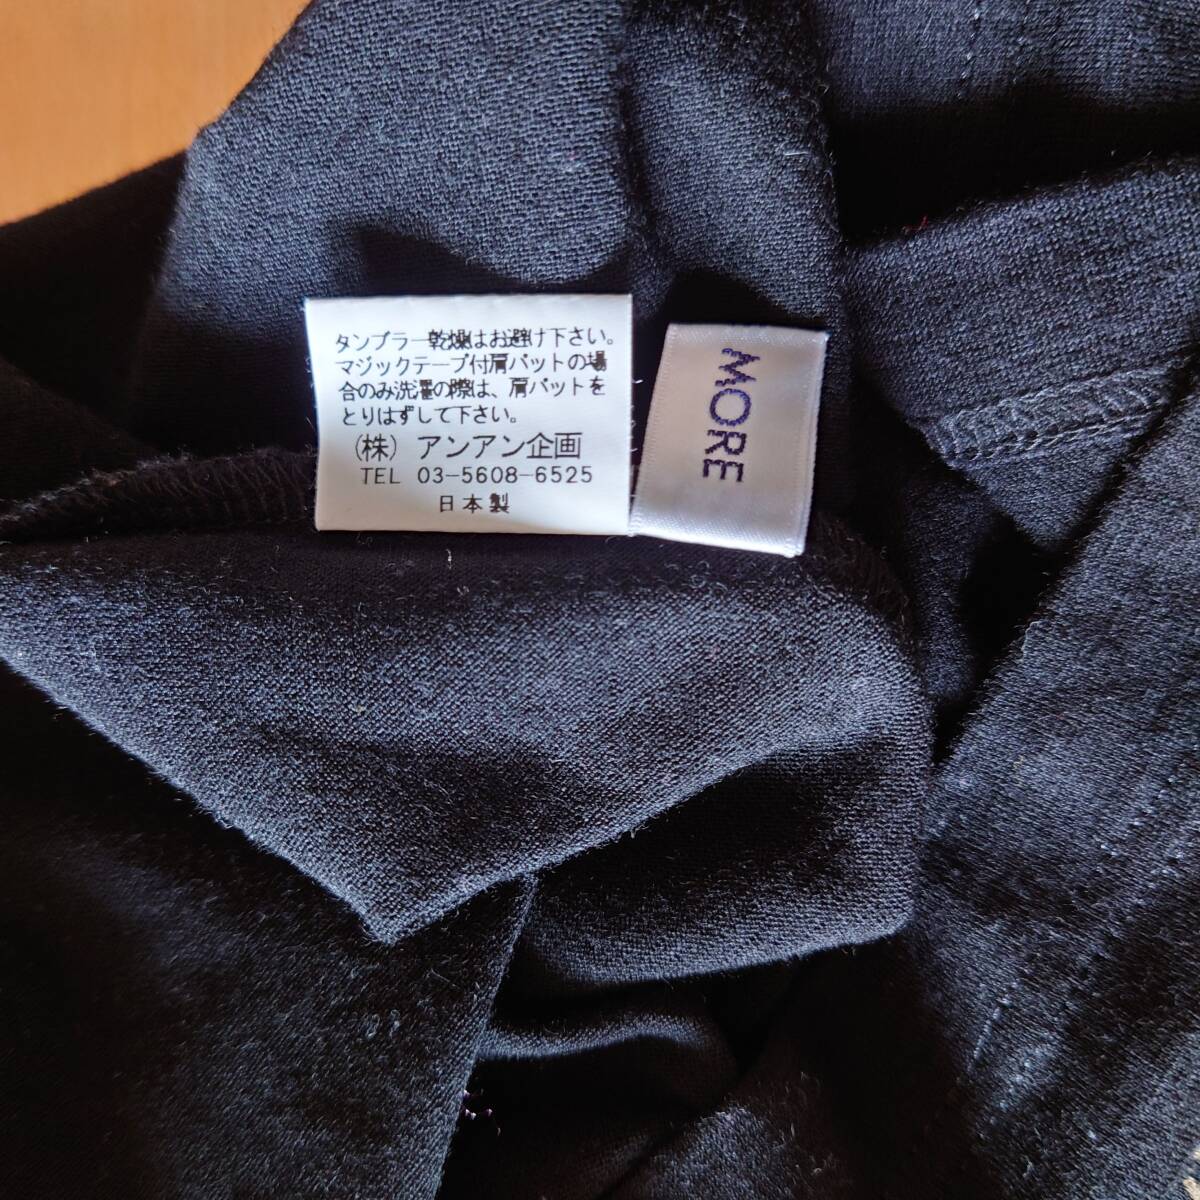 タンブラー乾燥はお避け下さい。
マジックテープ付肩パットの場
合のみ洗濯の際は、肩パットを
とりはずして下さい。
(株) アンアン企画
TEL 03-5608-6525
日本製
MORE